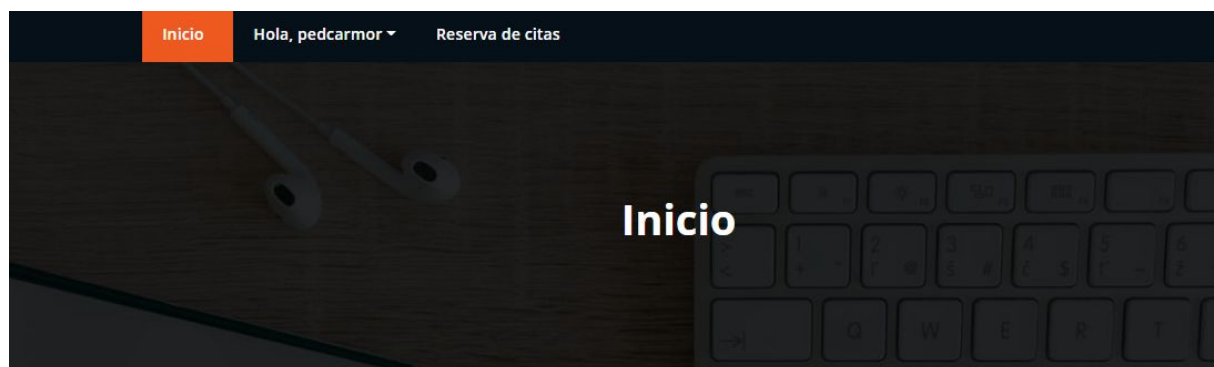 Inicio Hola, pedcarmor Reserva de citas
Inicio
Q W E R T